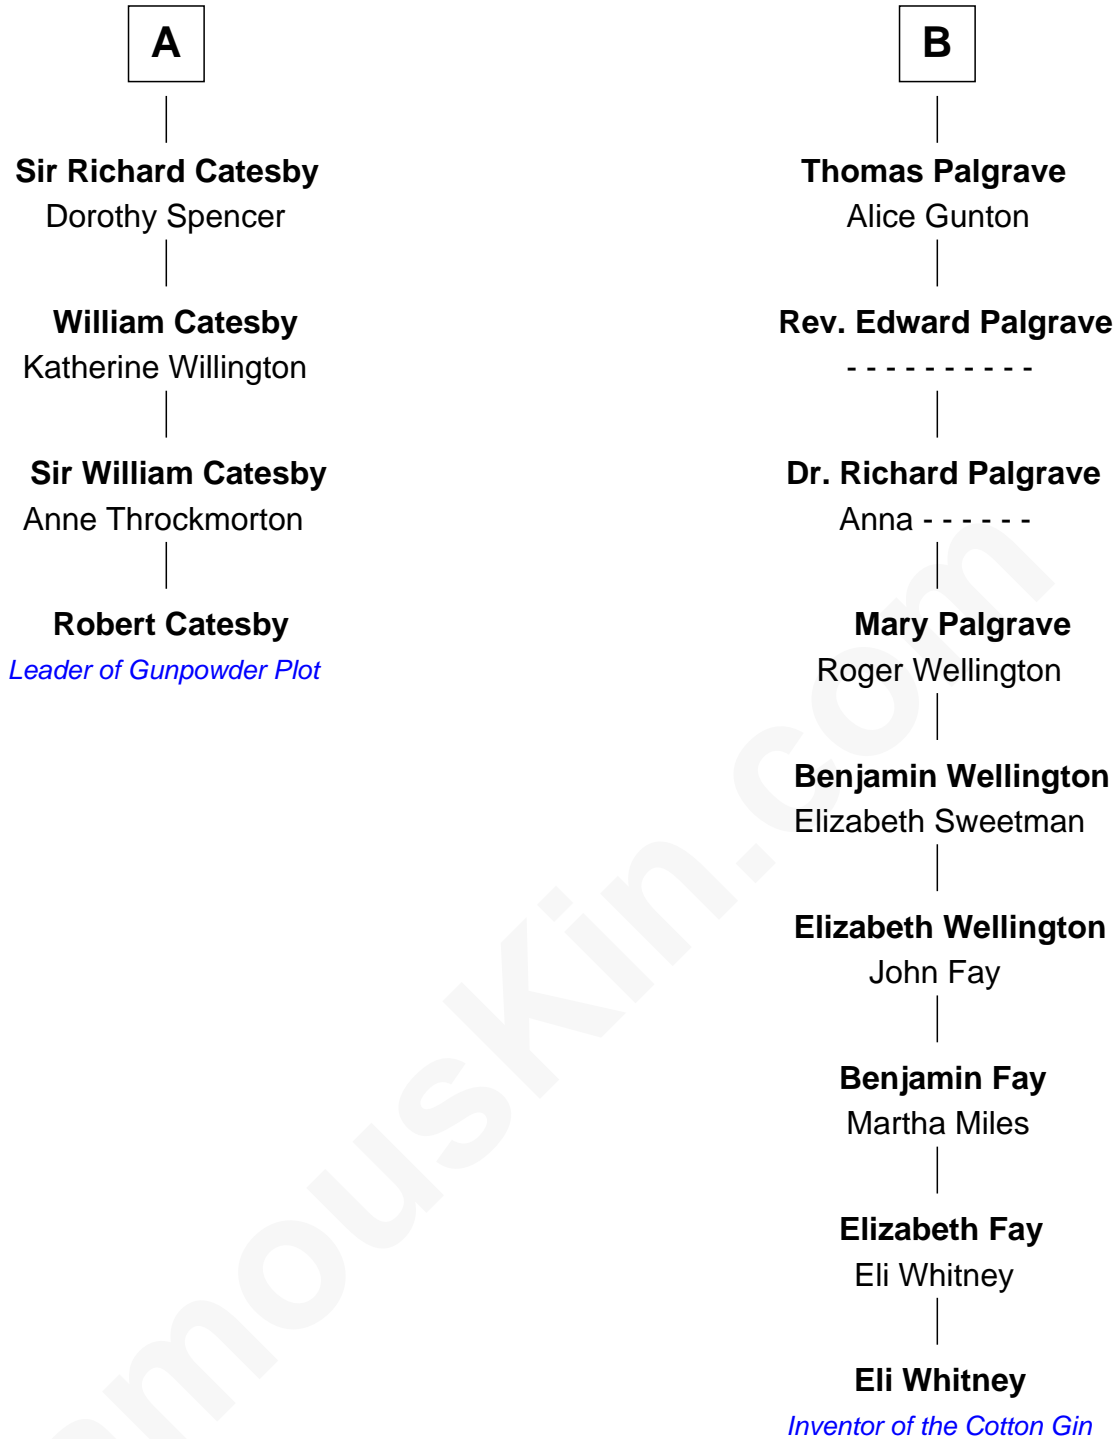 A
Sir Richard Catesby
Dorothy Spencer
William Catesby
Katherine Willington
Sir William Catesby
Anne Throckmorton
Robert Catesby
Leader of Gunpowder Plot
B
Thomas Palgrave
Alice Gunton
Rev. Edward Palgrave
- - - - - - - - - -
Dr. Richard Palgrave
Anna - - - - - -
Mary Palgrave
Roger Wellington
Benjamin Wellington
Elizabeth Sweetman
Elizabeth Wellington
John Fay
Benjamin Fay
Martha Miles
Elizabeth Fay
Eli Whitney
Eli Whitney
Inventor of the Cotton Gin
amousKin.com